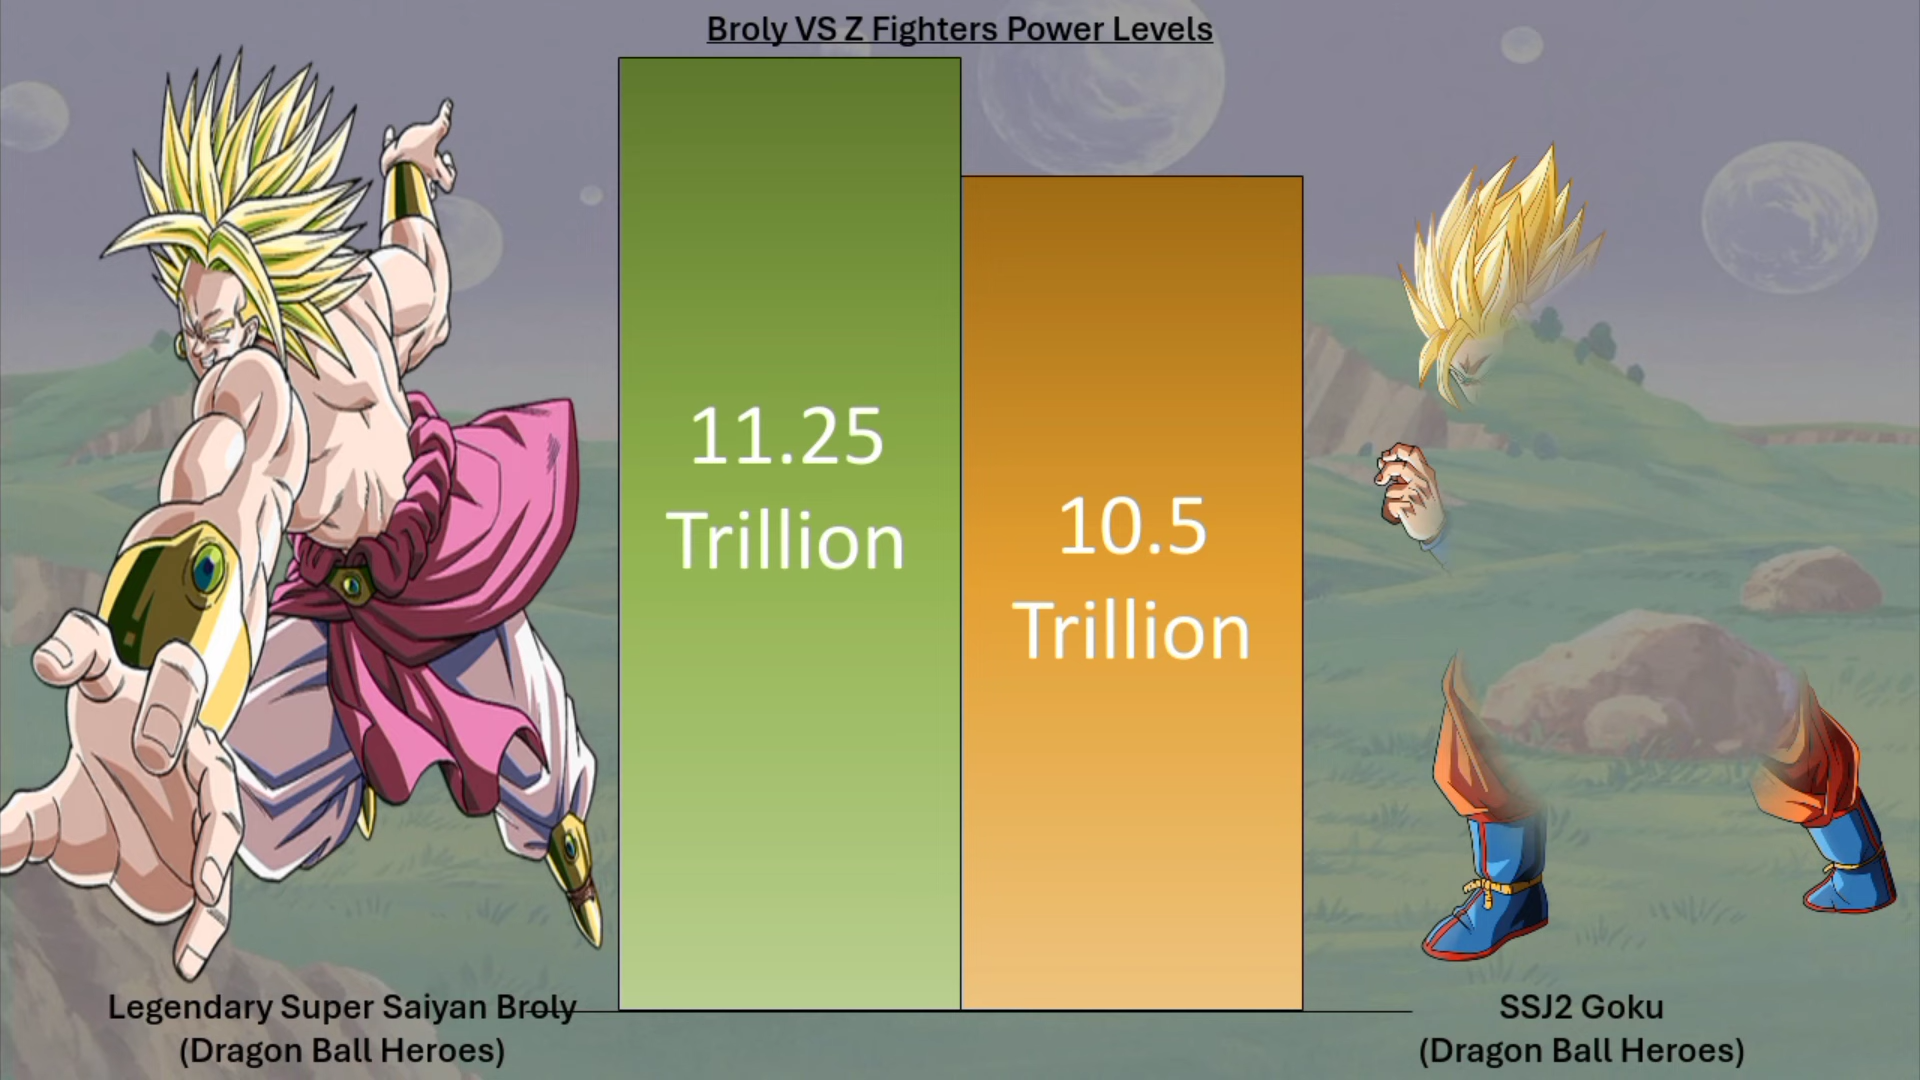 Broly VS Z Fighters Power Levels
11.25
Trillion
10.5
Trillion
Legendary Super Saiyan Broly
(Dragon Ball Heroes)
SSJ2 Goku
(Dragon Ball Heroes)